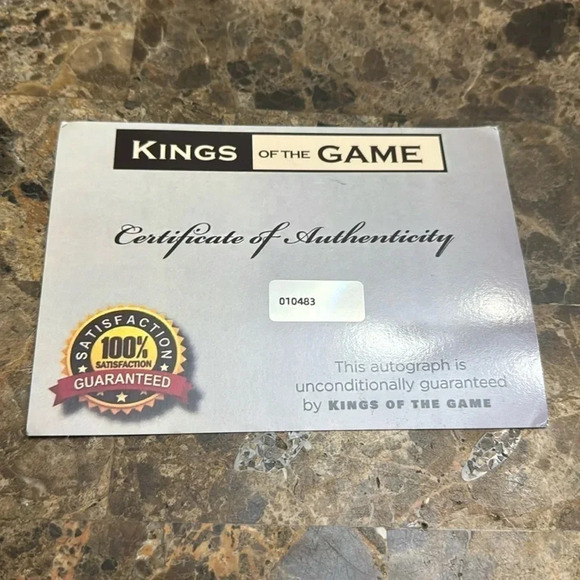 KINGS OF THE GAME
Certificate of Authenticity
010483
SATISFACTION
100%
SATISFACTION
GUARANTEED
This autograph is
unconditionally guaranteed
by KINGS OF THE GAME